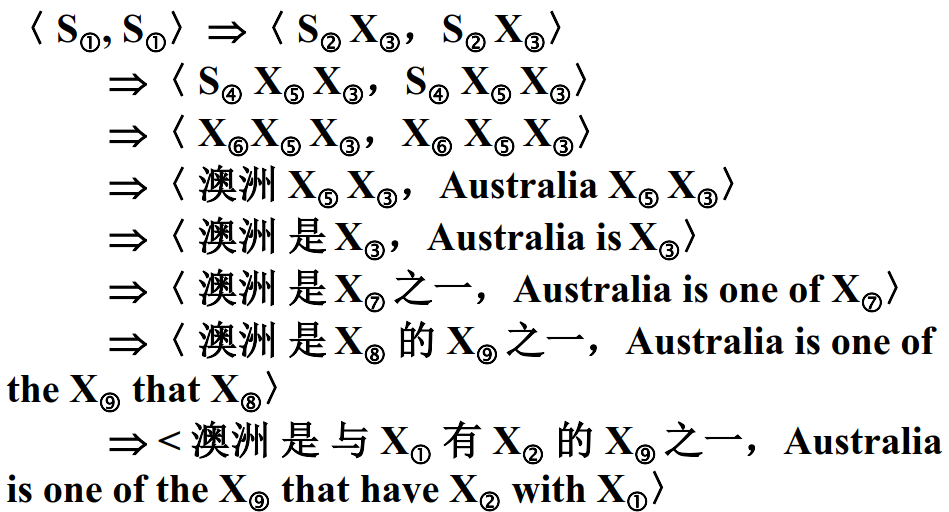 〈 S①, S①〉 ⇒ 〈 S② X③, S② X③〉
⇒ 〈 S④ X⑤ X③, S④ X⑤ X③〉
⇒ 〈 X⑥X⑤ X③, X⑥ X⑤ X③〉
⇒ 〈 澳洲 X⑤ X③, Australia X⑤ X③〉
⇒ 〈 澳洲 是 X③, Australia is X③〉
⇒ 〈 澳洲 是 X⑦ 之一, Australia is one of X⑦〉
⇒ 〈 澳洲 是 X⑧ 的 X⑨ 之一, Australia is one of
the X⑨ that X⑧〉
⇒ < 澳洲 是 与 X① 有 X② 的 X⑨ 之一, Australia
is one of the X⑨ that have X② with X①〉